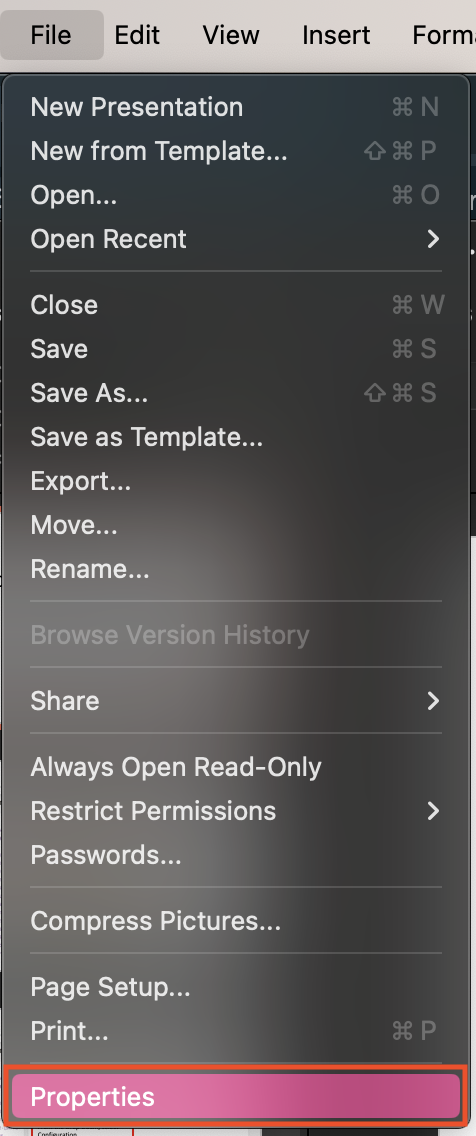 File Edit View Insert Form
New Presentation ⌘ N
New from Template... ⇧ ⌘ P
Open... ⌘ O
Open Recent
Close ⌘ W
Save ⌘ S
Save As... ⇧ ⌘ S
Save as Template...
Export...
Move...
Rename...
Browse Version History
Share
Always Open Read-Only
Restrict Permissions
Passwords...
Compress Pictures...
Page Setup...
Print... ⌘ P
Properties
Configuration